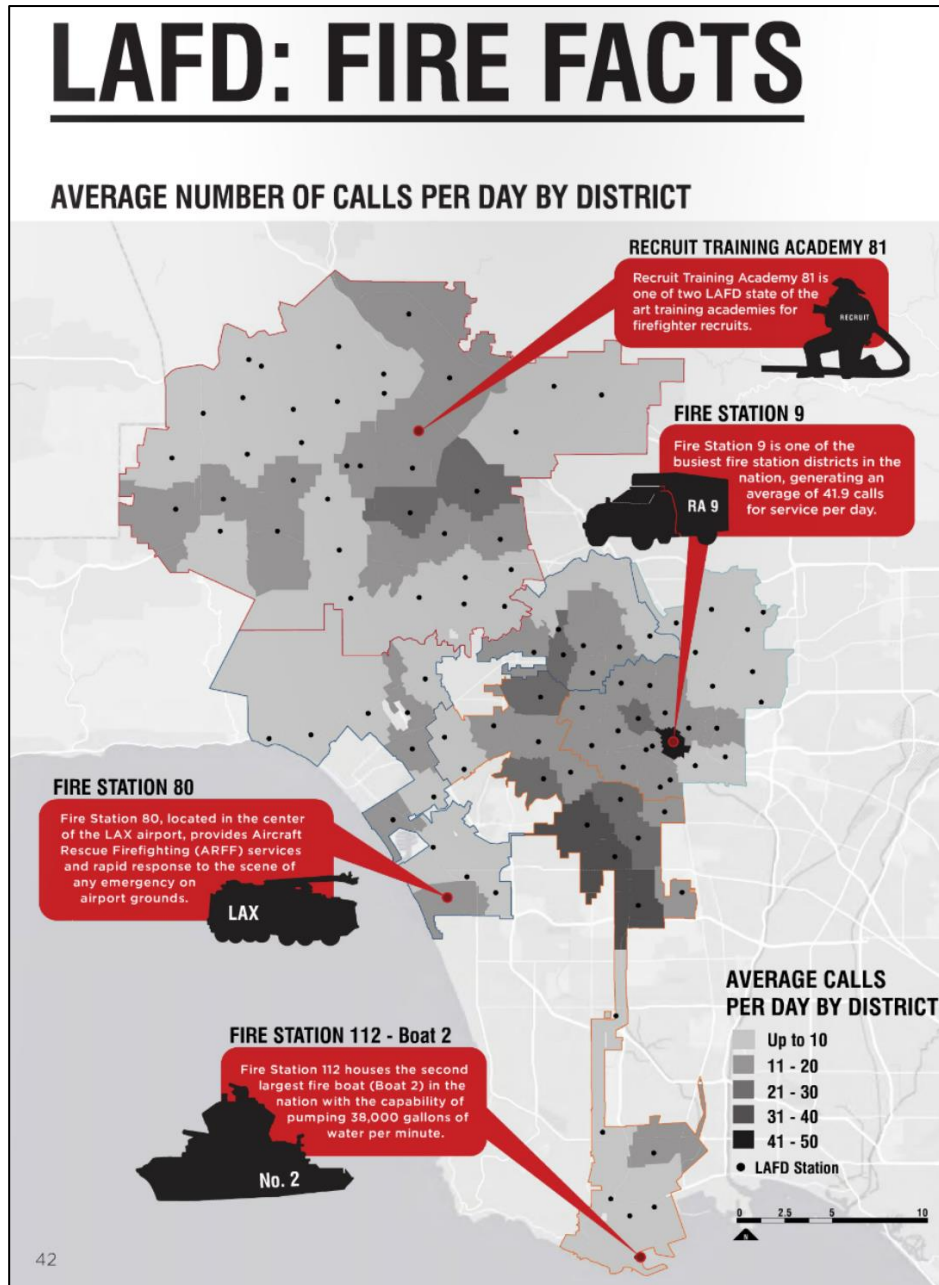 LAFD: FIRE FACTS
AVERAGE NUMBER OF CALLS PER DAY BY DISTRICT
RECRUIT TRAINING ACADEMY 81
Recruit Training Academy 81 is
one of two LAFD state of the
art training academies for
firefighter recruits.
RECRUIT
FIRE STATION 9
Fire Station 9 is one of the
busiest fire station districts in the
nation, generating an
average of 41.9 calls
for service per day.
RA 9
FIRE STATION 80
Fire Station 80, located in the center
of the LAX airport, provides Aircraft
Rescue Firefighting (ARFF) services
and rapid response to the scene of
any emergency on
airport grounds.
LAX
FIRE STATION 112 - Boat 2
Fire Station 112 houses the second
largest fire boat (Boat 2) in the
nation with the capability of
pumping 38,000 gallons of
water per minute.
No. 2
AVERAGE CALLS
PER DAY BY DISTRICT
Up to 10
11 - 20
21 - 30
31 - 40
41 - 50
LAFD Station
0 2.5 5 10
N
42